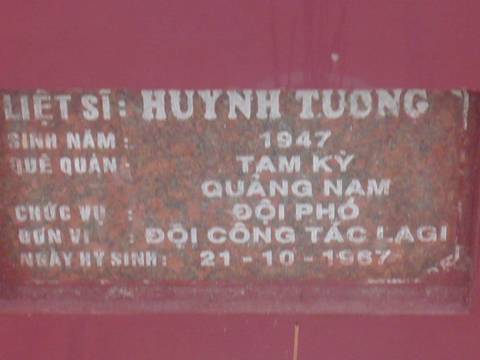 LIỆT SĨ: HUỲNH TƯƠNG
SINH NĂM: 1947
QUÊ QUÁN: TAM KỲ
QUẢNG NAM
CHỨC VỤ : ĐỘI PHÓ
ĐƠN VỊ : ĐỘI CÔNG TÁC LAGI
NGÀY HY SINH: 21 - 10 - 1967